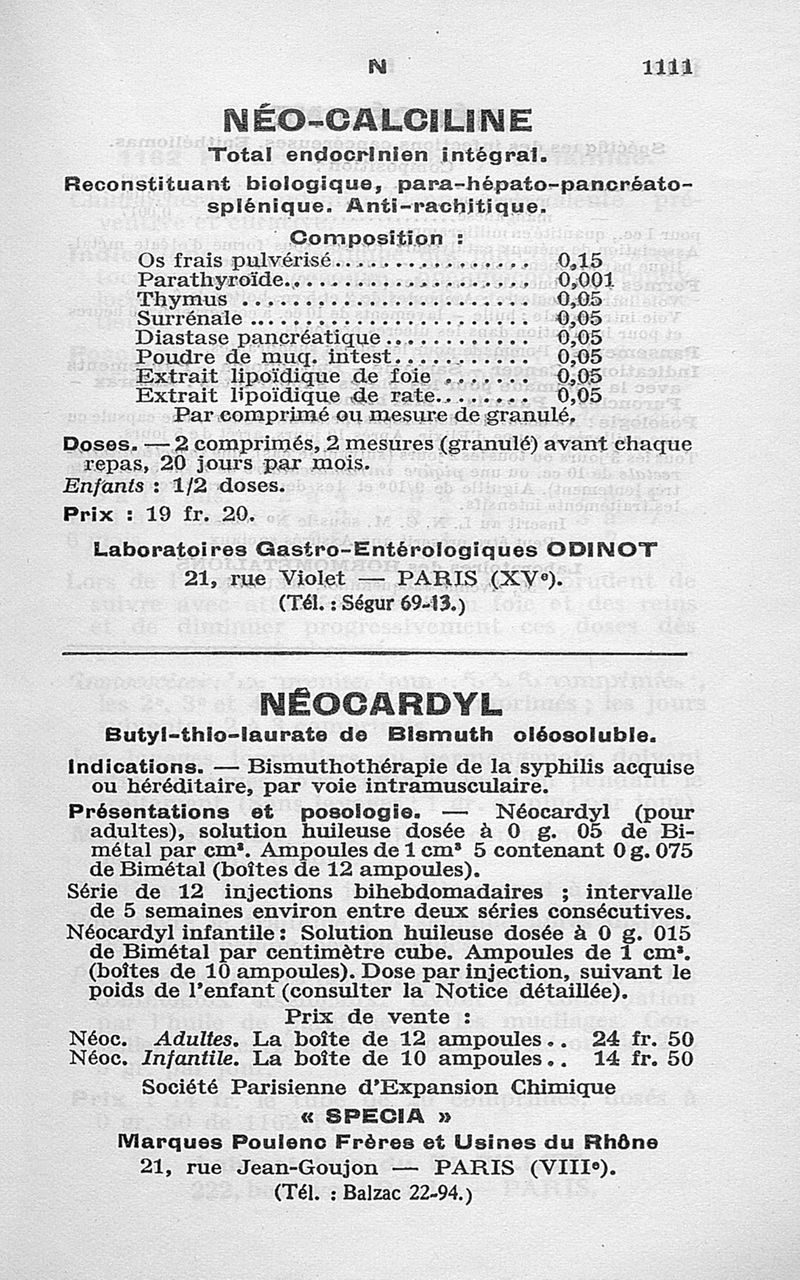 N 1111
NÉO-CALCILINE
Total endocrinien intégral.
Reconstituant biologique, para-hépato-pancréato-
splénique. Anti-rachitique.
Composition :
Os frais pulvérisé................. 0,15
Parathyroïde.................... 0,001
Thymus ........................ 0,05
Surrénale ...................... 0,05
Diastase pancréatique ............ 0,05
Poudre de muq. intest........... 0,05
Extrait lipoïdique de foie ....... 0,05
Extrait lipoïdique de rate........ 0,05
Par comprimé ou mesure de granulé.
Doses. — 2 comprimés, 2 mesures (granulé) avant chaque
repas, 20 jours par mois.
Enfants : 1/2 doses.
Prix : 19 fr. 20.
Laboratoires Gastro-Entérologiques ODINOT
21, rue Violet — PARIS (XVe).
(Tél. : Ségur 69-13.)
NÉOCARDYL
Butyl-thio-laurate de Bismuth oléosoluble.
Indications. — Bismuthothérapie de la syphilis acquise
ou héréditaire, par voie intramusculaire.
Présentations et posologie. — Néocardyl (pour
adultes), solution huileuse dosée à 0 g. 05 de Bi-
métal par cm³. Ampoules de 1 cm³ 5 contenant 0 g. 075
de Bimétal (boîtes de 12 ampoules).
Série de 12 injections bihebdomadaires ; intervalle
de 5 semaines environ entre deux séries consécutives.
Néocardyl infantile : Solution huileuse dosée à 0 g. 015
de Bimétal par centimètre cube. Ampoules de 1 cm³.
(boîtes de 10 ampoules). Dose par injection, suivant le
poids de l'enfant (consulter la Notice détaillée).
Prix de vente :
Néoc. Adultes. La boîte de 12 ampoules.. 24 fr. 50
Néoc. Infantile. La boîte de 10 ampoules.. 14 fr. 50
Société Parisienne d'Expansion Chimique
« SPECIA »
Marques Poulenc Frères et Usines du Rhône
21, rue Jean-Goujon — PARIS (VIIIe).
(Tél. : Balzac 22-94.)